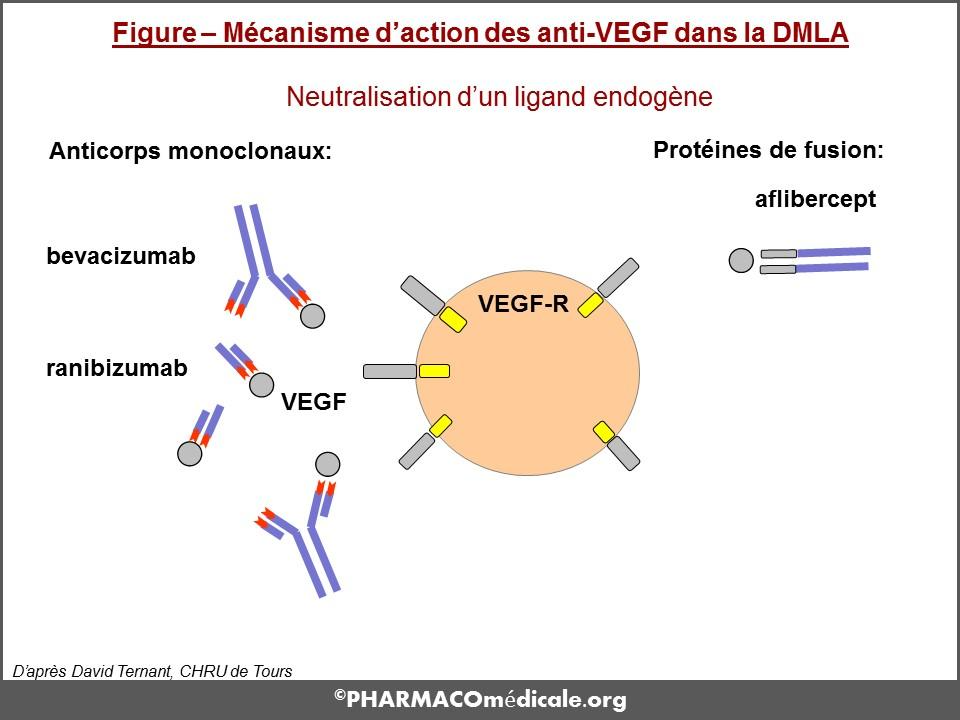 Figure – Mécanisme d’action des anti-VEGF dans la DMLA
Neutralisation d’un ligand endogène
Anticorps monoclonaux:
Protéines de fusion:
aflibercept
bevacizumab
VEGF-R
ranibizumab
VEGF
D’après David Ternant, CHRU de Tours
©PHARMACOmédicale.org